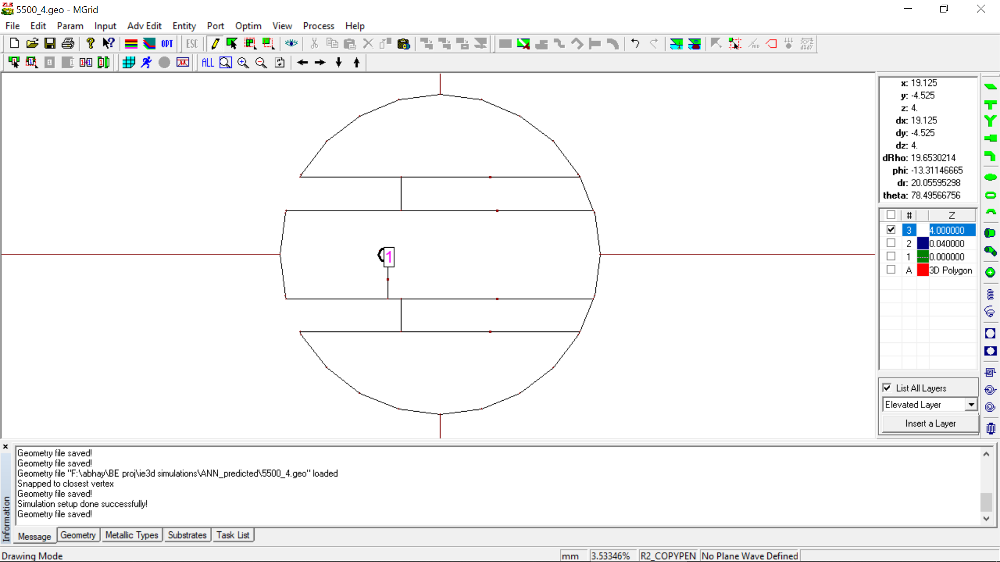 5500_4.geo - MGrid
File Edit Param Input Adv Edit Entity Port Optim View Process Help
OPT ESC MID
ALL
x: 19.125
y: -4.525
z: 4.
dx: 19.125
dy: -4.525
dz: 4.
dRho: 19.6530214
phi: -13.31146665
dr: 20.05595298
theta: 78.49566756
# Z
3 4.000000
2 0.040000
1 0.000000
A 3D Polygon
1
List All Layers
Elevated Layer
Insert a Layer
Geometry file saved!
Geometry file saved!
Geometry file "F:\abhay\BE proj\ie3d simulations\ANN_predicted\5500_4.geo" loaded
Snapped to closest vertex
Geometry file saved!
Simulation setup done successfully!
Geometry file saved!
Information
Message Geometry Metallic Types Substrates Task List
Drawing Mode mm 3.53346% R2_COPYPEN No Plane Wave Defined